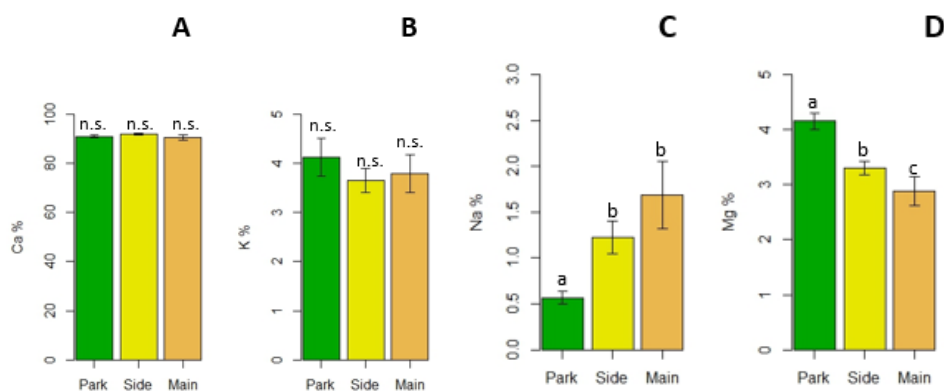 A
B
C
D
Ca %
100
80
60
40
20
0
n.s.
n.s.
n.s.
Park Side Main
K %
5
4
3
2
1
0
n.s.
n.s.
n.s.
Park Side Main
Na %
3.0
2.5
2.0
1.5
1.0
0.5
0.0
a
b
b
Park Side Main
Mg %
5
4
3
2
1
0
a
b
c
Park Side Main